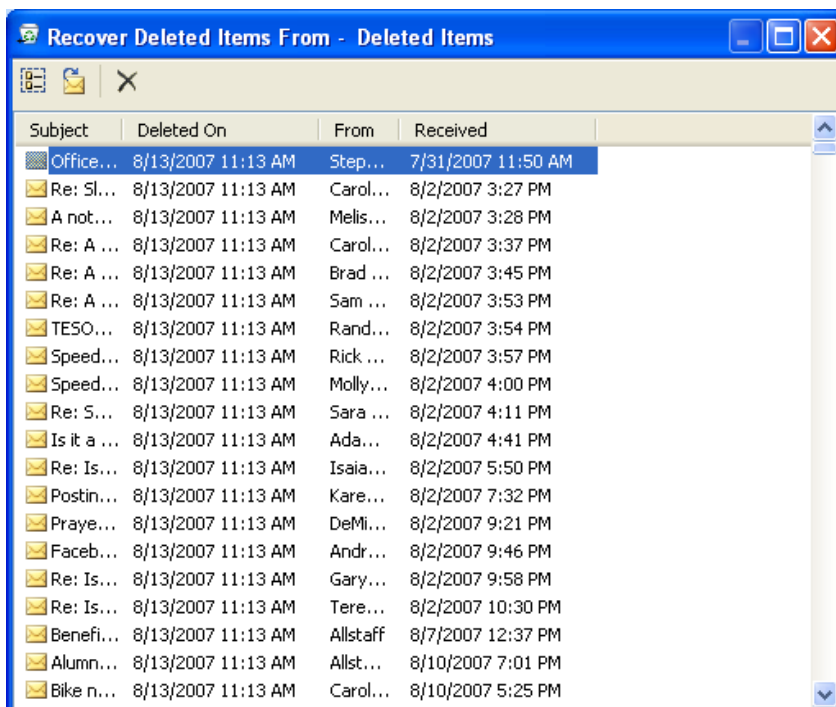 Recover Deleted Items From - Deleted Items
Subject Deleted On From Received
Office... 8/13/2007 11:13 AM Step... 7/31/2007 11:50 AM
Re: Sl... 8/13/2007 11:13 AM Carol... 8/2/2007 3:27 PM
A not... 8/13/2007 11:13 AM Melis... 8/2/2007 3:28 PM
Re: A ... 8/13/2007 11:13 AM Carol... 8/2/2007 3:37 PM
Re: A ... 8/13/2007 11:13 AM Brad ... 8/2/2007 3:45 PM
Re: A ... 8/13/2007 11:13 AM Sam ... 8/2/2007 3:53 PM
TESO... 8/13/2007 11:13 AM Rand... 8/2/2007 3:54 PM
Speed... 8/13/2007 11:13 AM Rick ... 8/2/2007 3:57 PM
Speed... 8/13/2007 11:13 AM Molly... 8/2/2007 4:00 PM
Re: S... 8/13/2007 11:13 AM Sara ... 8/2/2007 4:11 PM
Is it a ... 8/13/2007 11:13 AM Ada... 8/2/2007 4:41 PM
Re: Is... 8/13/2007 11:13 AM Isaia... 8/2/2007 5:50 PM
Postin... 8/13/2007 11:13 AM Kare... 8/2/2007 7:32 PM
Praye... 8/13/2007 11:13 AM DeMi... 8/2/2007 9:21 PM
Faceb... 8/13/2007 11:13 AM Andr... 8/2/2007 9:46 PM
Re: Is... 8/13/2007 11:13 AM Gary... 8/2/2007 9:58 PM
Re: Is... 8/13/2007 11:13 AM Tere... 8/2/2007 10:30 PM
Benefi... 8/13/2007 11:13 AM Allstaff 8/7/2007 12:37 PM
Alumn... 8/13/2007 11:13 AM Allst... 8/10/2007 7:01 PM
Bike n... 8/13/2007 11:13 AM Carol... 8/10/2007 5:25 PM